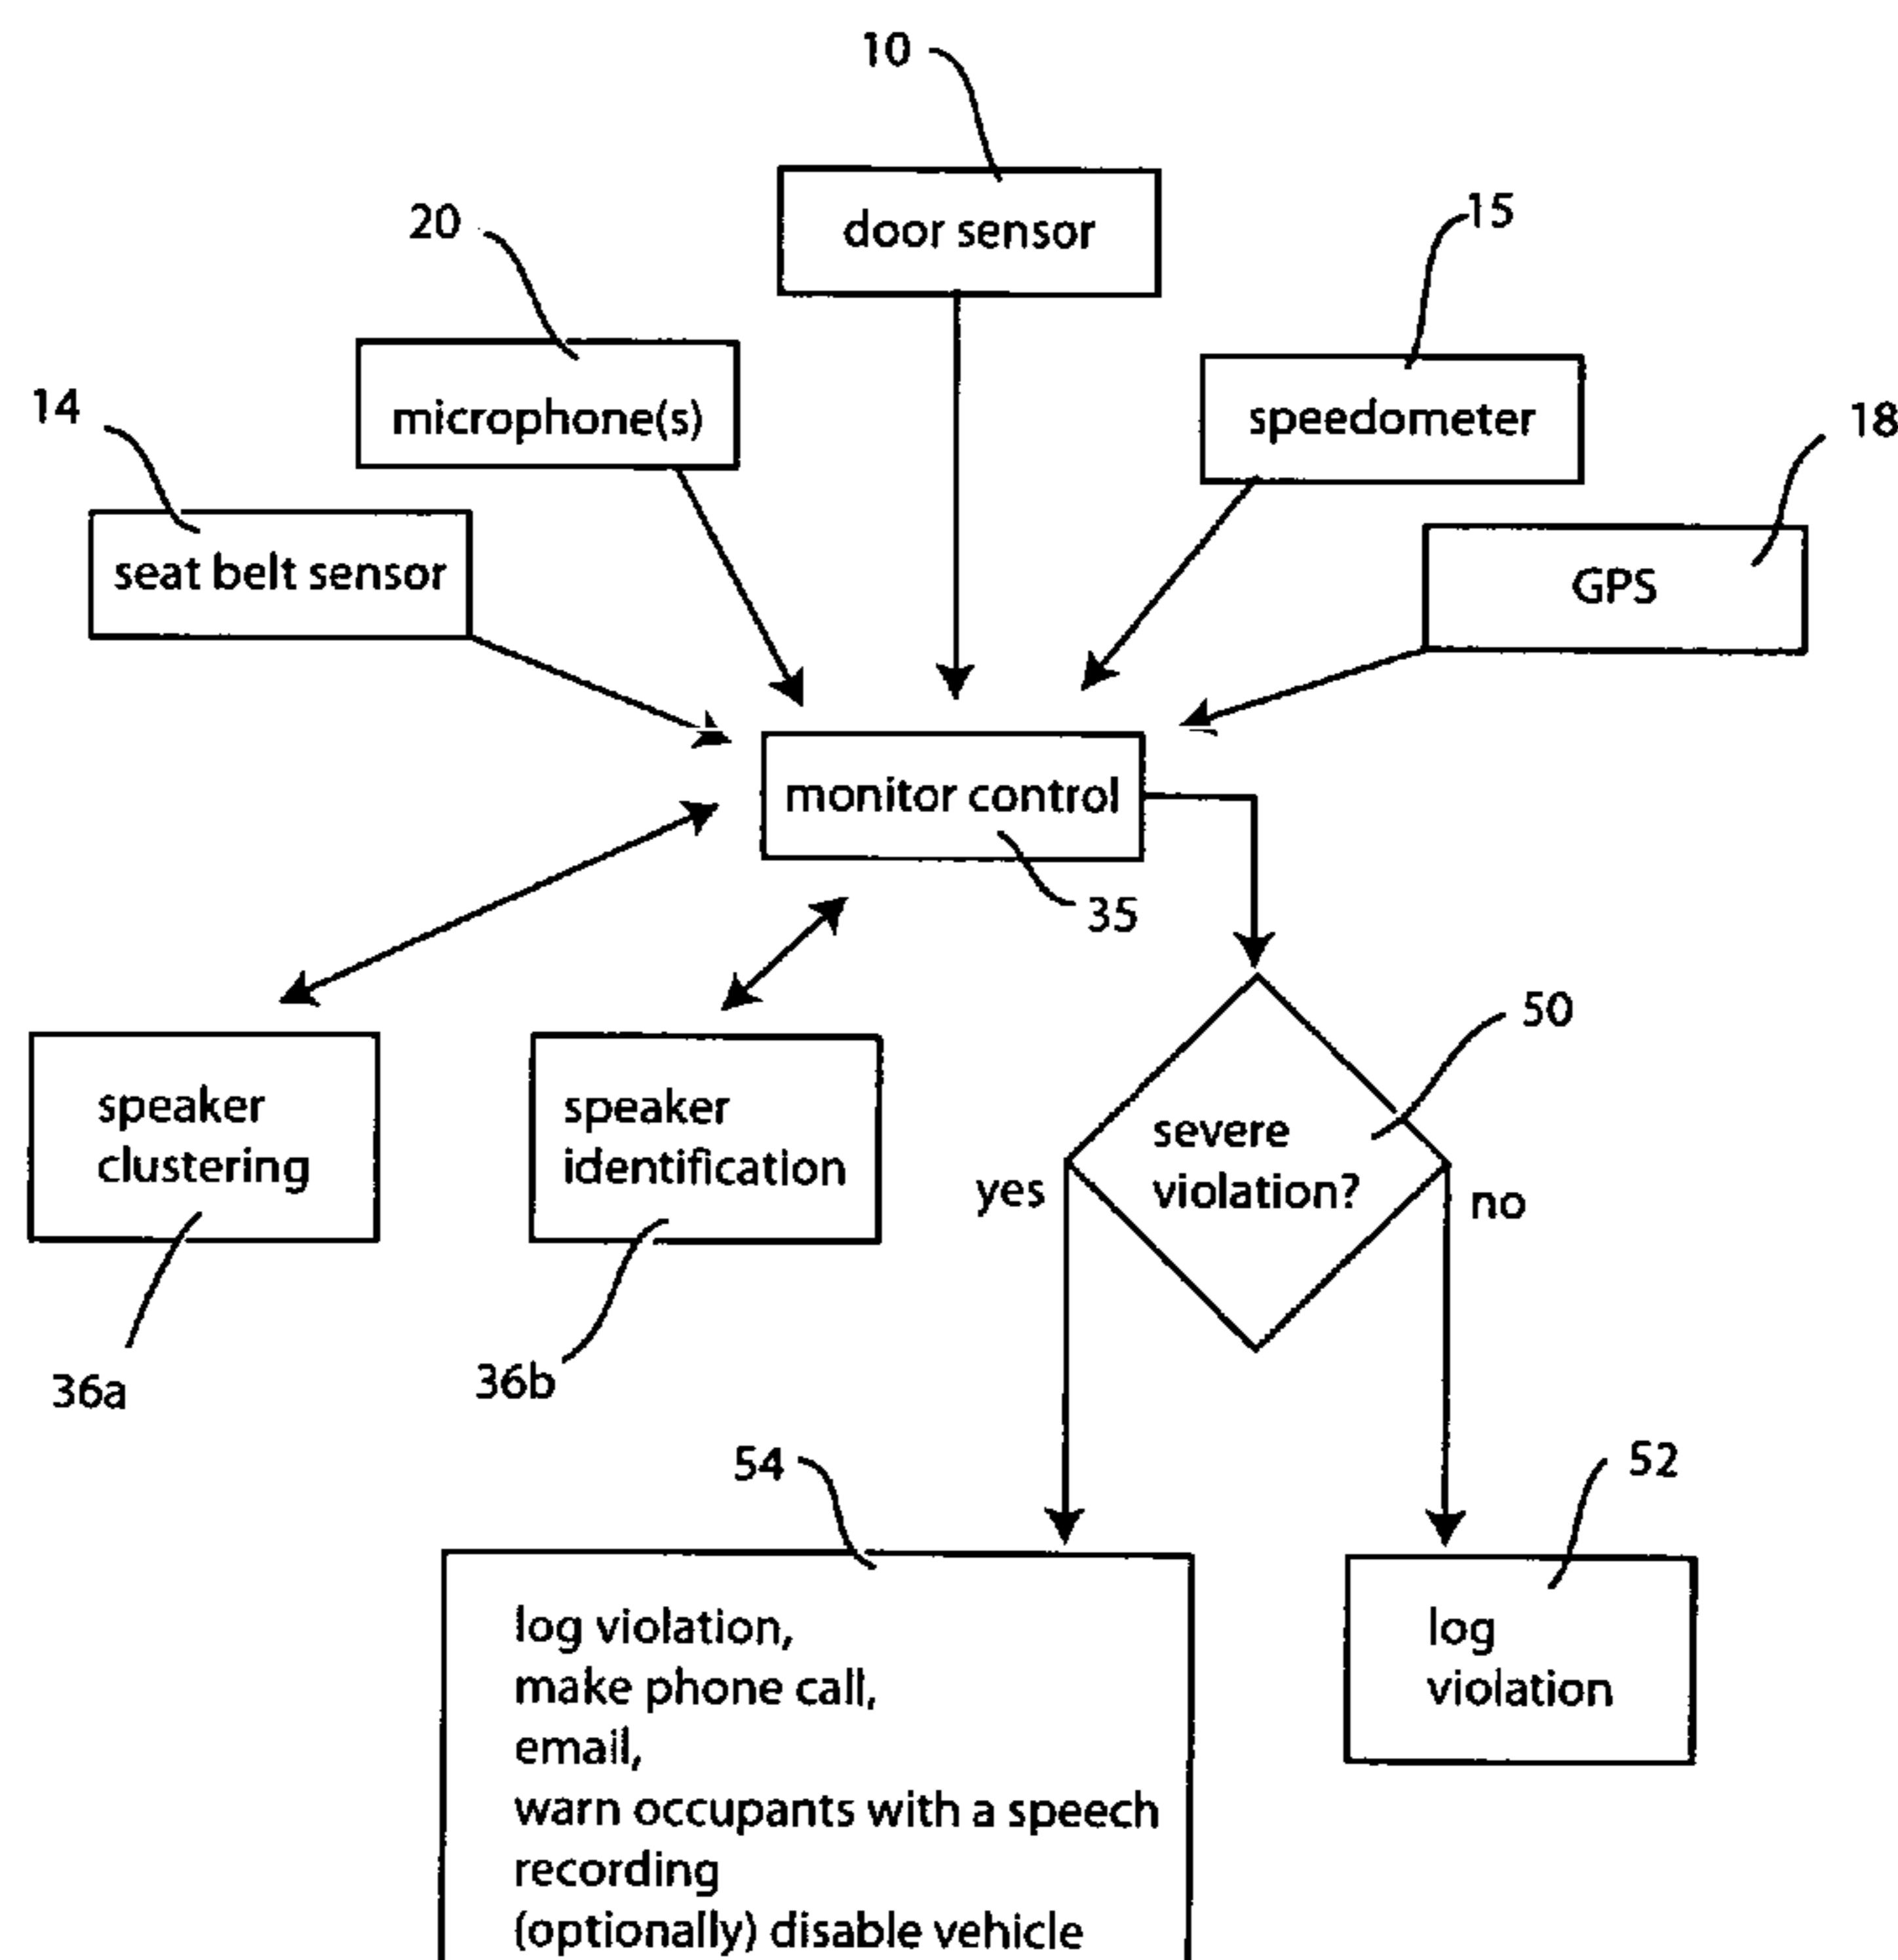 10
door sensor
15
20
microphone(s)
speedometer
14
18
seat belt sensor
GPS
monitor control
35
50
speaker
clustering
speaker
identification
severe
violation?
yes
no
36a
36b
54
52
log violation,
make phone call,
email,
warn occupants with a speech
recording
(optionally) disable vehicle
log
violation